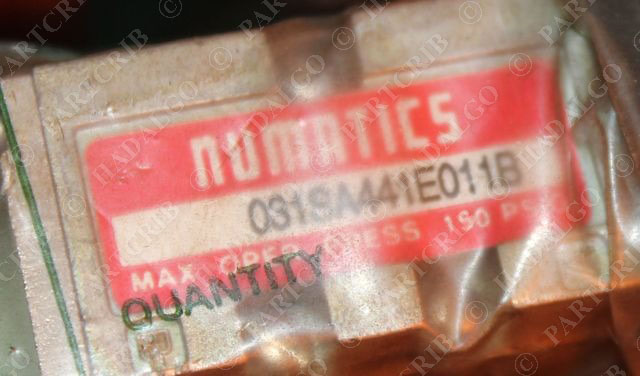 numatics
031SA441E011B
MAX. OPER. PRESS 150 PSI
QUANTITY